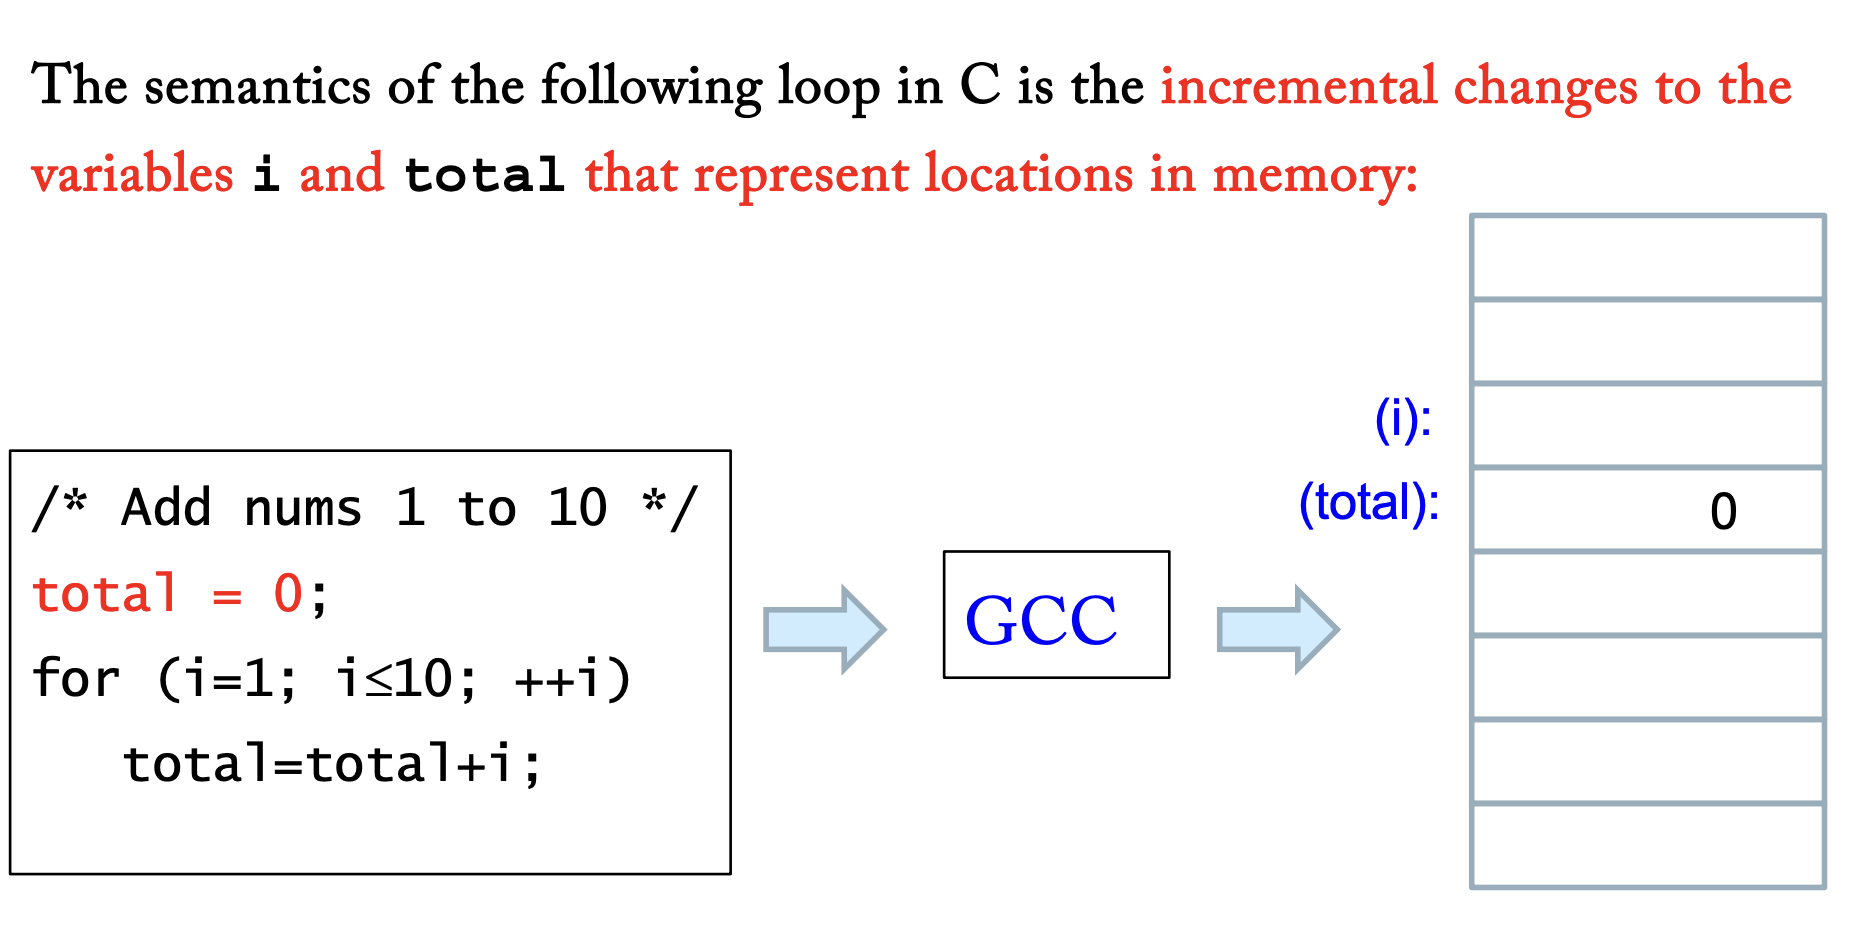 The semantics of the following loop in C is the incremental changes to the
variables i and total that represent locations in memory:
(i):
(total):
0
/* Add nums 1 to 10 */
total = 0;
for (i=1; i≤10; ++i)
total=total+i;
GCC